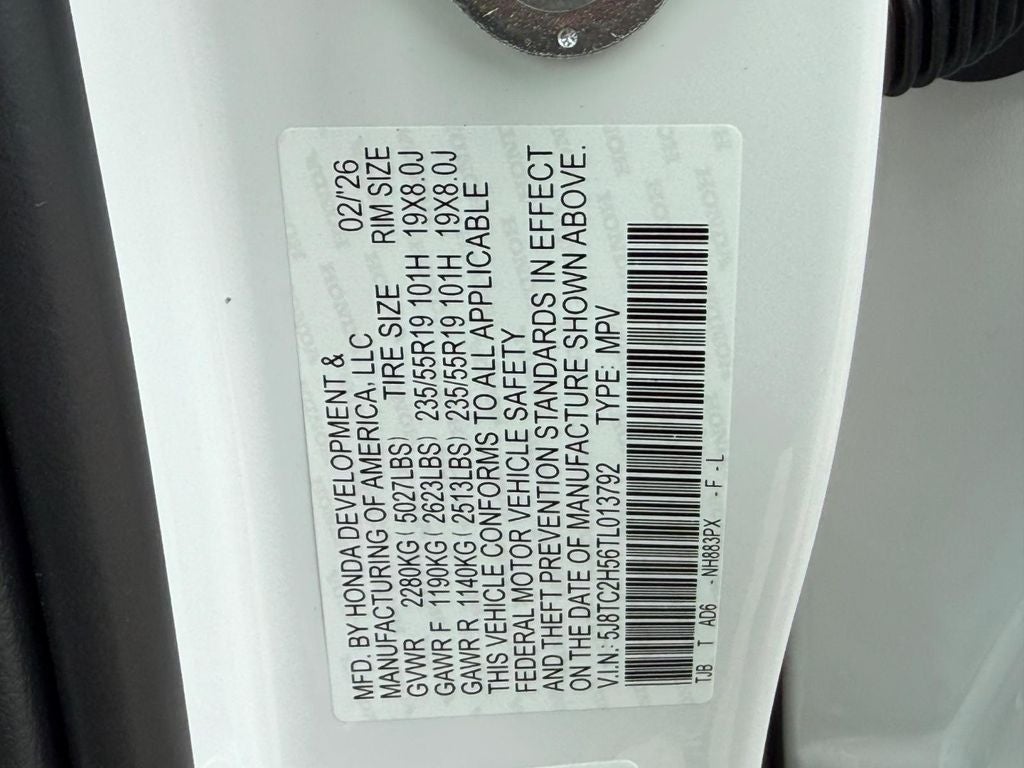 MFD. BY HONDA DEVELOPMENT &
MANUFACTURING OF AMERICA, LLC 02/'26
TIRE SIZE RIM SIZE
GVWR 2280KG ( 5027LBS)
GAWR F 1190KG ( 2623LBS) 235/55R19 101H 19X8.0J
GAWR R 1140KG ( 2513LBS) 235/55R19 101H 19X8.0J
THIS VEHICLE CONFORMS TO ALL APPLICABLE
FEDERAL MOTOR VEHICLE SAFETY
AND THEFT PREVENTION STANDARDS IN EFFECT
ON THE DATE OF MANUFACTURE SHOWN ABOVE.
V.I.N: 5J8TC2H56TL013792 TYPE: MPV
TJB T AD6 -NH883PX - F - L